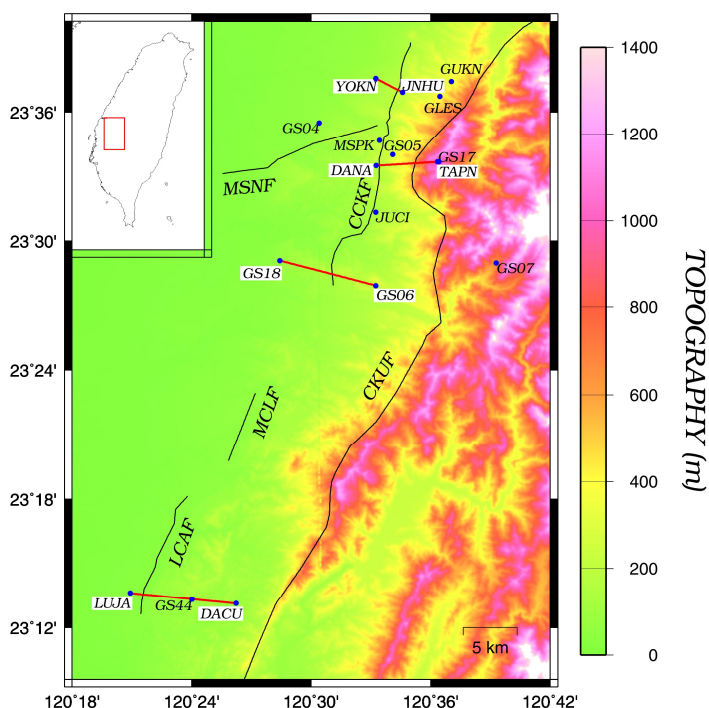 GUKN
YOKN
JNHU
GLES
GS04
MSPK
GS05
GS17
DANA
TAPN
MSNF
CCKF
JUCI
GS18
GS07
GS06
CKUF
MCLF
LCAF
LUJA
GS44
DACU
5 km
23°36'
23°30'
23°24'
23°18'
23°12'
120°18'
120°24'
120°30'
120°36'
120°42'
1400
1200
1000
800
600
400
200
0
TOPOGRAPHY (m)